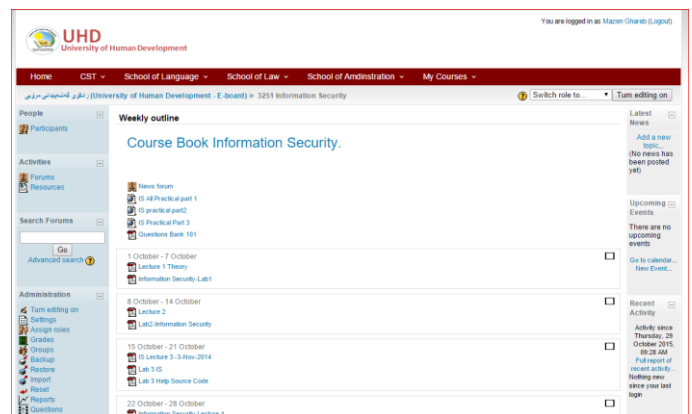 You are logged in as Mazen Ghareb (Logout)
UHD
University of Human Development
Home
CST
School of Language
School of Law
School of Amdinstration
My Courses
(University of Human Development - E-board) ► 3251 Information Security
Switch role to...
Turn editing on
People
Participants
Activities
Forums
Resources
Search Forums
Go
Advanced search
Administration
Turn editing on
Settings
Assign roles
Grades
Groups
Backup
Restore
Import
Reset
Reports
Questions
Weekly outline
Course Book Information Security.
News forum
IS All Practical part 1
IS practical part2
IS Practical Part 3
Questions Bank 101
1 October - 7 October
Lecture 1 Theory
Information Security-Lab1
8 October - 14 October
Lecture 2
Lab2-Information Security
15 October - 21 October
IS Lecture 3 -3-Nov-2014
Lab 3 IS
Lab 3 Help Source Code
22 October - 28 October
Information Security-Lecture 4
Latest
News
Add a new
topic...
(No news has
been posted
yet)
Upcoming
Events
There are no
upcoming
events
Go to calendar...
New Event...
Recent
Activity
Activity since
Thursday, 29
October 2015,
09:28 AM
Full report of
recent activity...
Nothing new
since your last
login